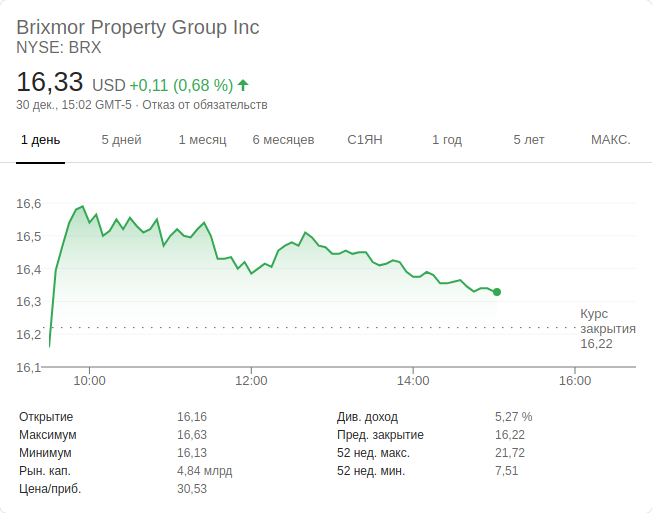 Brixmor Property Group Inc
NYSE: BRX
16,33 USD +0,11 (0,68 %)
30 дек., 15:02 GMT-5 · Отказ от обязательств
1 день 5 дней 1 месяц 6 месяцев С1ЯН 1 год 5 лет МАКС.
16,6
16,5
16,4
16,3
16,2
16,1
Курс
закрытия
16,22
10:00 12:00 14:00 16:00
Открытие 16,16
Максимум 16,63
Минимум 16,13
Рын. кап. 4,84 млрд
Цена/приб. 30,53
Див. доход 5,27 %
Пред. закрытие 16,22
52 нед. макс. 21,72
52 нед. мин. 7,51